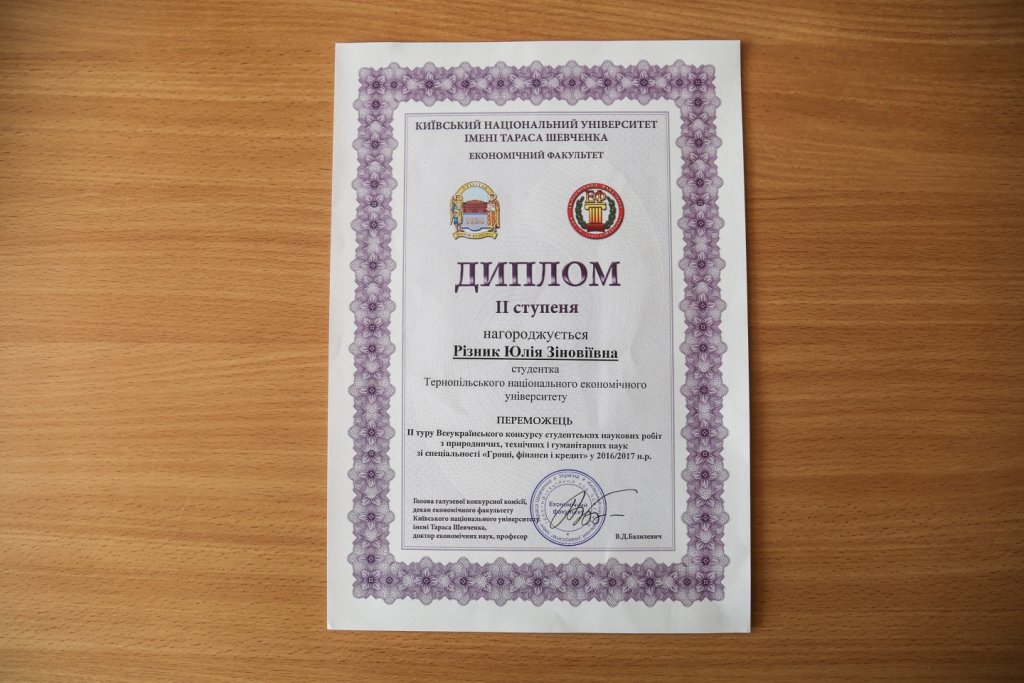 КИЇВСЬКИЙ НАЦІОНАЛЬНИЙ УНІВЕРСИТЕТ
ІМЕНІ ТАРАСА ШЕВЧЕНКА
ЕКОНОМІЧНИЙ ФАКУЛЬТЕТ
ЕФ
ДИПЛОМ
ІІ ступеня
нагороджується
Різник Юлія Зіновіївна
студентка
Тернопільського національного економічного
університету
ПЕРЕМОЖЕЦЬ
ІІ туру Всеукраїнського конкурсу студентських наукових робіт
з природничих, технічних і гуманітарних наук
зі спеціальності «Гроші, фінанси і кредит» у 2016/2017 н.р.
Голова галузевої конкурсної комісії,
декан економічного факультету
Київського національного університету
імені Тараса Шевченка,
доктор економічних наук, професор
В.Д.Базилевич